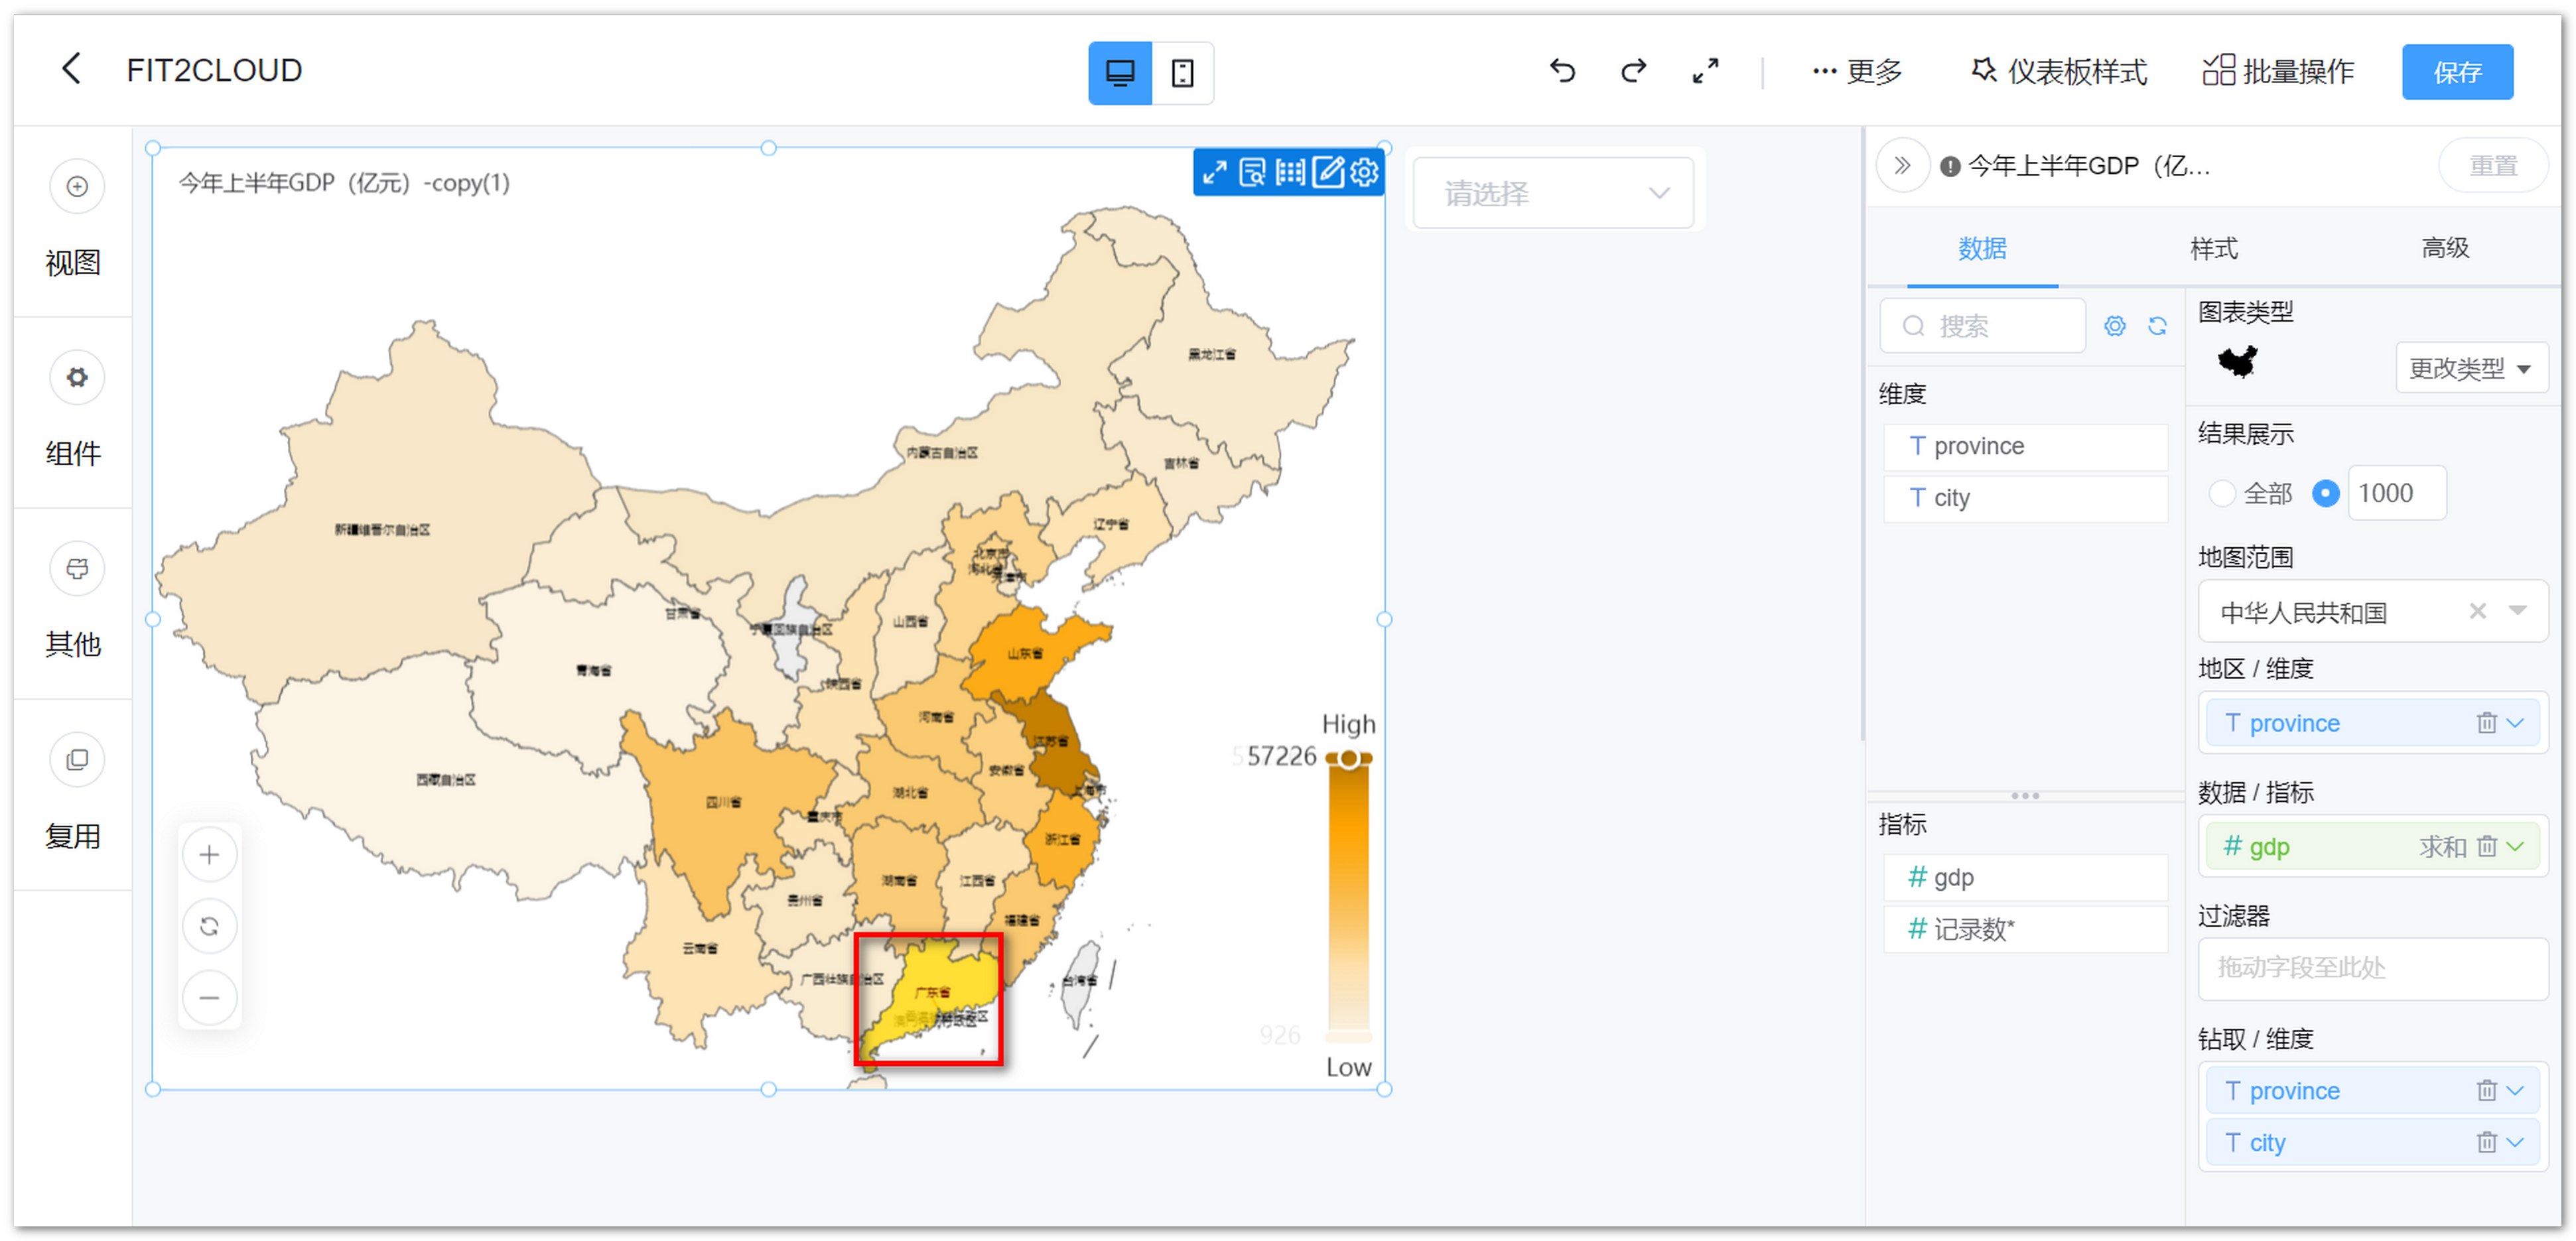 FIT2CLOUD
更多
仪表板样式
批量操作
保存
视图
组件
其他
复用
今年上半年GDP（亿元）-copy(1)
请选择
黑龙江省
内蒙古自治区
吉林省
新疆维吾尔自治区
辽宁省
北京市
河北省
天津市
甘肃省
宁夏回族自治区
山西省
青海省
山东省
陕西省
河南省
江苏省
西藏自治区
四川省
湖北省
安徽省
上海市
重庆市
浙江省
湖南省
江西省
贵州省
福建省
云南省
广西壮族自治区
广东省
台湾省
High
57226
926
Low
今年上半年GDP（亿...
重置
数据
样式
高级
搜索
维度
T province
T city
指标
# gdp
# 记录数*
图表类型
更改类型
结果展示
全部
1000
地图范围
中华人民共和国
地区 / 维度
T province
数据 / 指标
# gdp 求和
过滤器
拖动字段至此处
钻取 / 维度
T province
T city